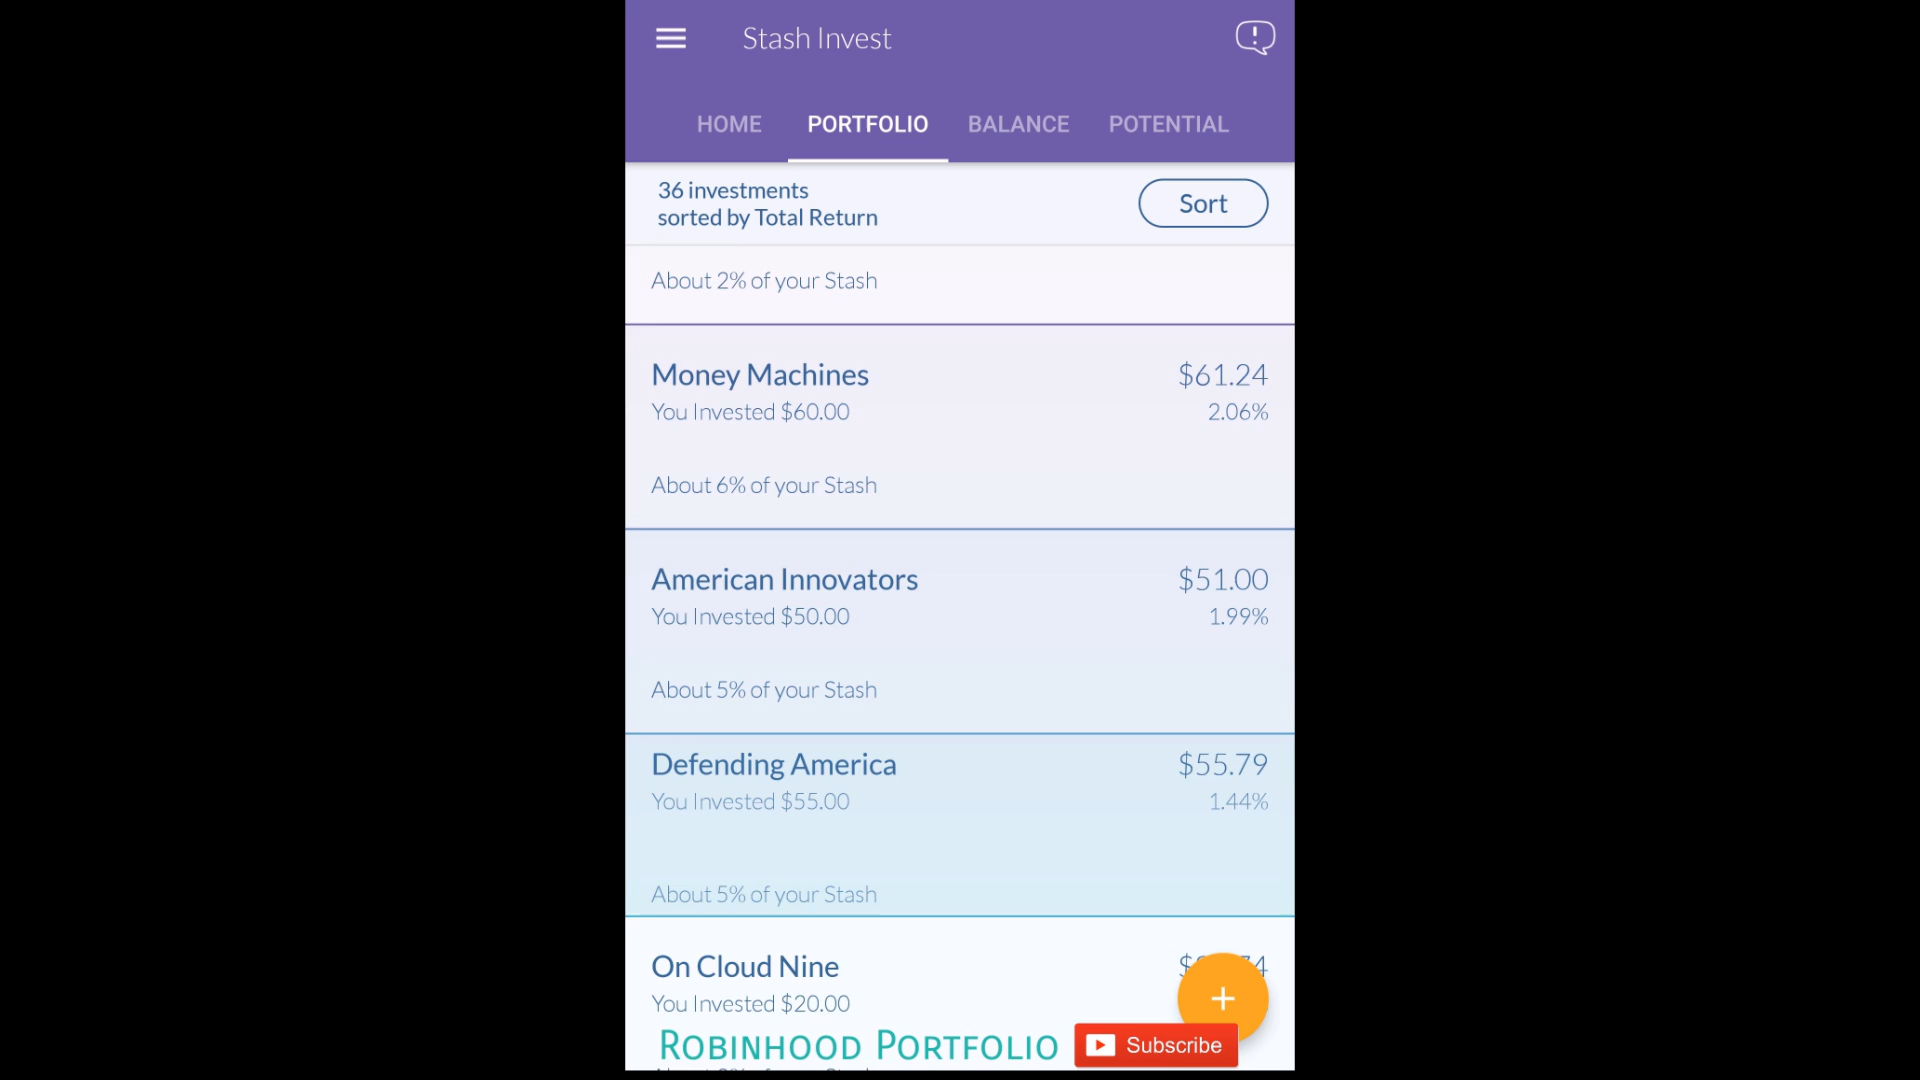 Stash Invest
HOME PORTFOLIO BALANCE POTENTIAL
36 investments
sorted by Total Return
Sort
About 2% of your Stash
Money Machines $61.24
You Invested $60.00 2.06%
About 6% of your Stash
American Innovators $51.00
You Invested $50.00 1.99%
About 5% of your Stash
Defending America $55.79
You Invested $55.00 1.44%
About 5% of your Stash
On Cloud Nine
You Invested $20.00
ROBINHOOD PORTFOLIO Subscribe